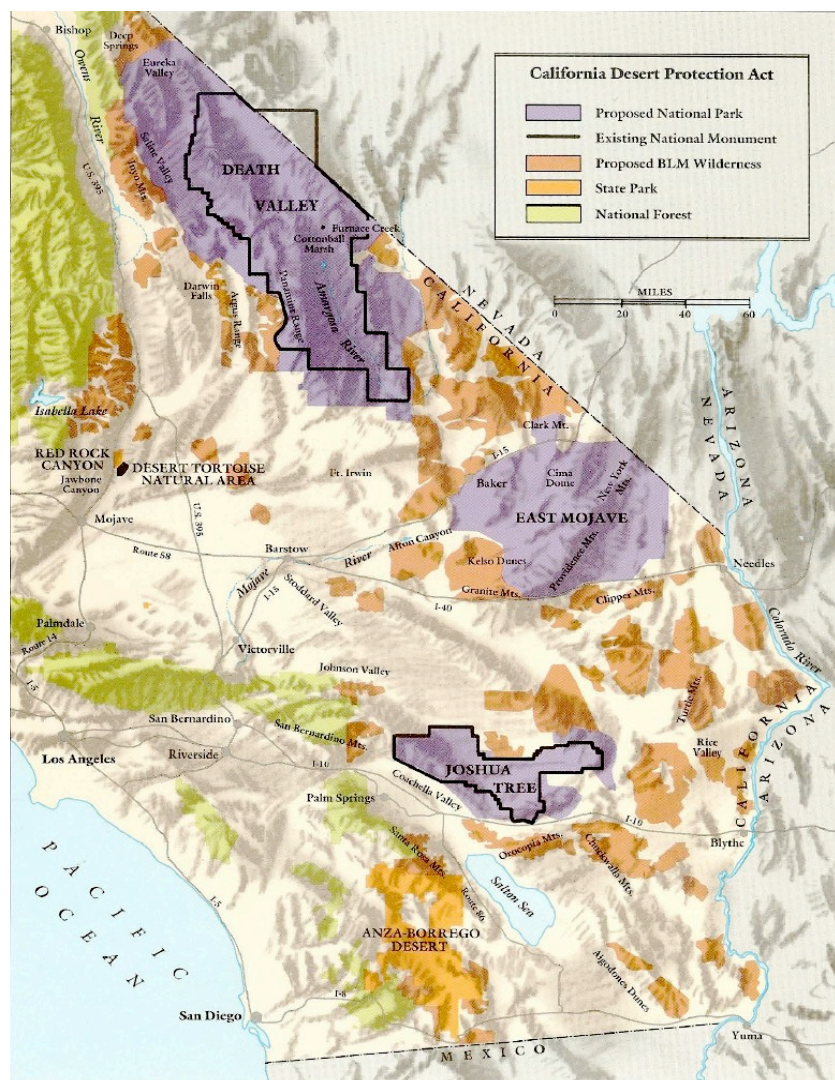 Bishop
Deep
Springs
Eureka
Valley
Owens
River
U.S. 395
Saline Valley
Inyo Mts.
DEATH
VALLEY
Furnace Creek
Cottonball
Marsh
Darwin
Falls
Argus Range
Panamint Range
Amargosa
River
California Desert Protection Act
Proposed National Park
Existing National Monument
Proposed BLM Wilderness
State Park
National Forest
MILES
0 20 40 60
NEVADA
CALIFORNIA
ARIZONA
NEVADA
Isabella Lake
Clark Mt.
I-15
RED ROCK
CANYON
Jawbone
Canyon
DESERT TORTOISE
NATURAL AREA
Ft. Irwin
Baker
Cima
Dome
New York
Mts.
EAST MOJAVE
Mojave
U.S. 395
Route 58
Barstow
River
Afton Canyon
Kelso Dunes
Providence Mts.
Needles
Mojave
I-15
Stoddard Valley
I-40
Granite Mts.
Clipper Mts.
Palmdale
Route 14
Victorville
Colorado River
I-5
Johnson Valley
Turtle Mts.
San Bernardino
San Bernardino Mts.
Los Angeles
Riverside
I-10
JOSHUA
TREE
Rice
Valley
CALIFORNIA
ARIZONA
Coachella Valley
Palm Springs
I-10
Blythe
Orocopia Mts.
Chuckwalla Mts.
Santa Rosa Mts.
Salton Sea
Route 86
PACIFIC
OCEAN
I-5
ANZA-BORREGO
DESERT
Algodones Dunes
I-8
San Diego
Yuma
MEXICO